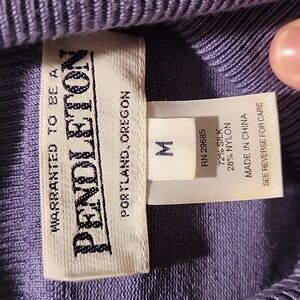 WARRANTED TO BE A
PENDLETON
PORTLAND, OREGON
M
RN 29685
72% SILK
28% NYLON
MADE IN CHINA
SEE REVERSE FOR CARE